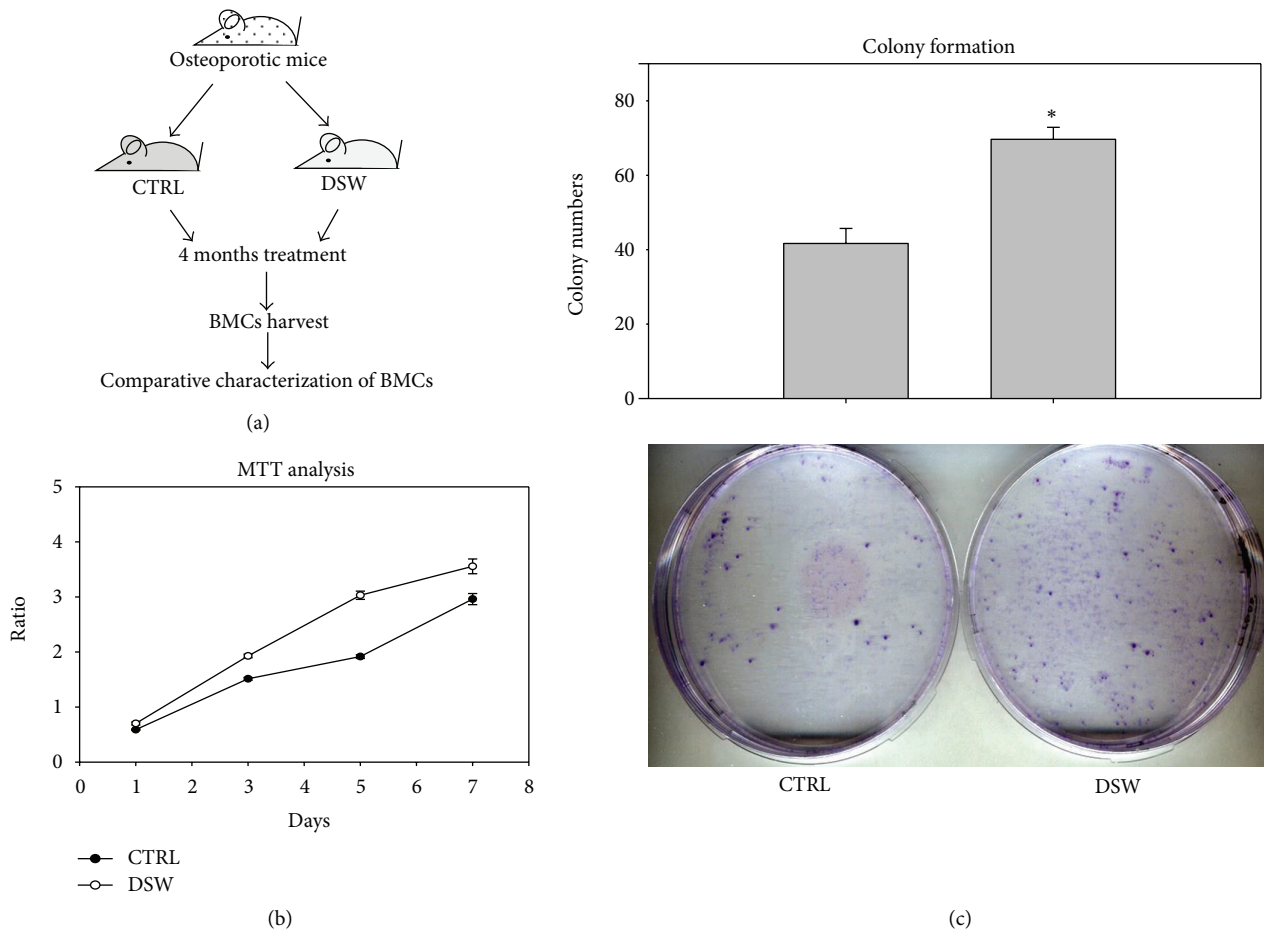 Osteoporotic mice
CTRL
DSW
4 months treatment
BMCs harvest
Comparative characterization of BMCs
(a)
MTT analysis
5
4
3
2
1
0
Ratio
0 1 2 3 4 5 6 7 8
Days
CTRL
DSW
(b)
Colony formation
80
60
40
20
0
Colony numbers
*
CTRL
DSW
(c)